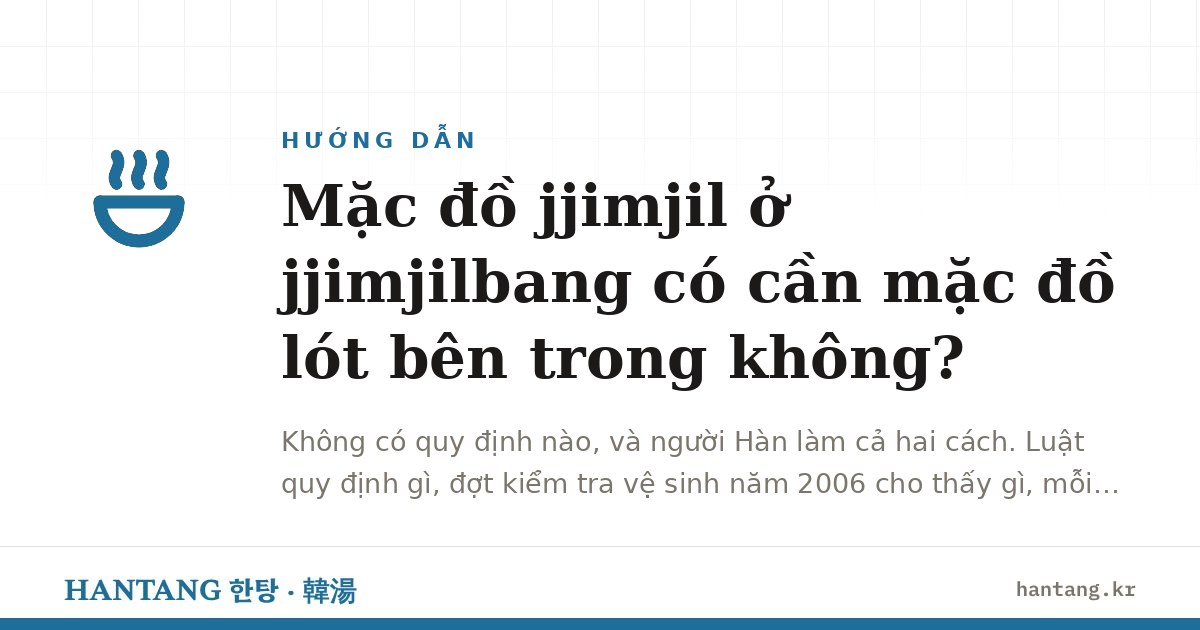 HƯỚNG DẪN
Mặc đồ jjimjil ở
jjimjilbang có cần mặc đồ
lót bên trong không?
Không có quy định nào, và người Hàn làm cả hai cách. Luật
quy định gì, đợt kiểm tra vệ sinh năm 2006 cho thấy gì, mỗi…
HANTANG 한탕 · 韓湯
hantang.kr